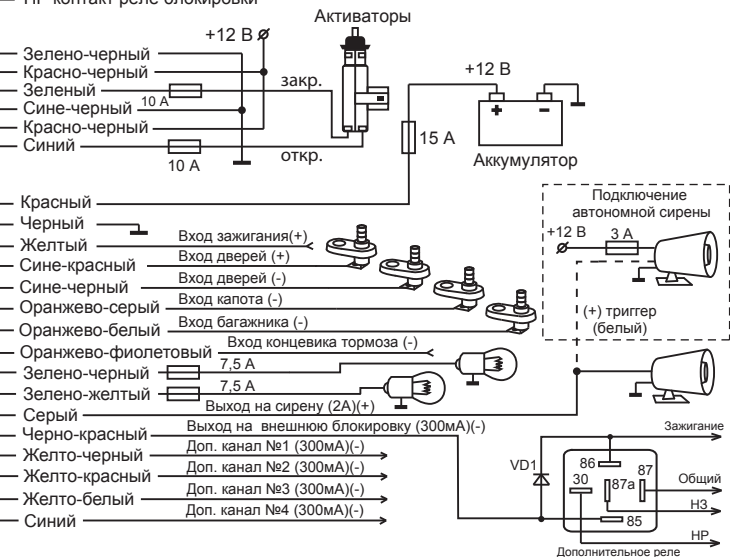 НР контакт реле блокировки
Активаторы
+12 В
Зелено-черный
Красно-черный
Зеленый
10 А
закр.
Сине-черный
Красно-черный
Синий
10 А
откр.
+12 В
15 А
Аккумулятор
Красный
Черный
Желтый
Вход зажигания(+)
Сине-красный
Вход дверей (+)
Сине-черный
Вход дверей (-)
Оранжево-серый
Вход капота (-)
Оранжево-белый
Вход багажника (-)
Оранжево-фиолетовый
Вход концевика тормоза (-)
Зелено-черный
7,5 А
Зелено-желтый
7,5 А
Серый
Выход на сирену (2А)(+)
Черно-красный
Выход на внешнюю блокировку (300мА)(-)
Желто-черный
Доп. канал №1 (300мА)(-)
Желто-красный
Доп. канал №2 (300мА)(-)
Желто-белый
Доп. канал №3 (300мА)(-)
Синий
Доп. канал №4 (300мА)(-)
Подключение
автономной сирены
+12 В
3 А
(+) триггер
(белый)
VD1
86
87
30
87а
85
Зажигание
Общий
НЗ
НР
Дополнительное реле